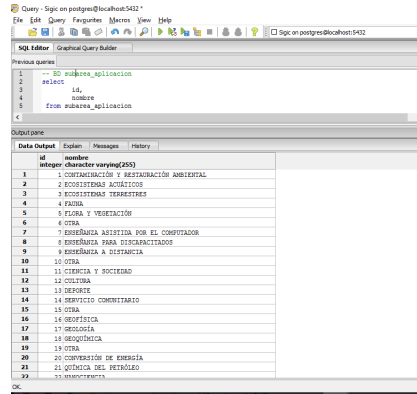 Query - Sigic on postgres@localhost:5432 *
File Edit Query Favourites Macros View Help
Sigic on postgres@localhost:5432
SQL Editor Graphical Query Builder
Previous queries
1 -- BD subarea_aplicacion
2 select
3 id,
4 nombre
5 from subarea_aplicacion
Output pane
Data Output Explain Messages History
id nombre
integer character varying(255)
1 1 CONTAMINACIÓN Y RESTAURACIÓN AMBIENTAL
2 2 ECOSISTEMAS ACUÁTICOS
3 3 ECOSISTEMAS TERRESTRES
4 4 FAUNA
5 5 FLORA Y VEGETACIÓN
6 6 OTRA
7 7 ENSEÑANZA ASISTIDA POR EL COMPUTADOR
8 8 ENSEÑANZA PARA DISCAPACITADOS
9 9 ENSEÑANZA A DISTANCIA
10 10 OTRA
11 11 CIENCIA Y SOCIEDAD
12 12 CULTURA
13 13 DEPORTE
14 14 SERVICIO COMUNITARIO
15 15 OTRA
16 16 GEOFÍSICA
17 17 GEOLOGÍA
18 18 GEOQUÍMICA
19 19 OTRA
20 20 CONVERSIÓN DE ENERGÍA
21 21 QUÍMICA DEL PETRÓLEO
22 22 NANOCIENCIA
OK.